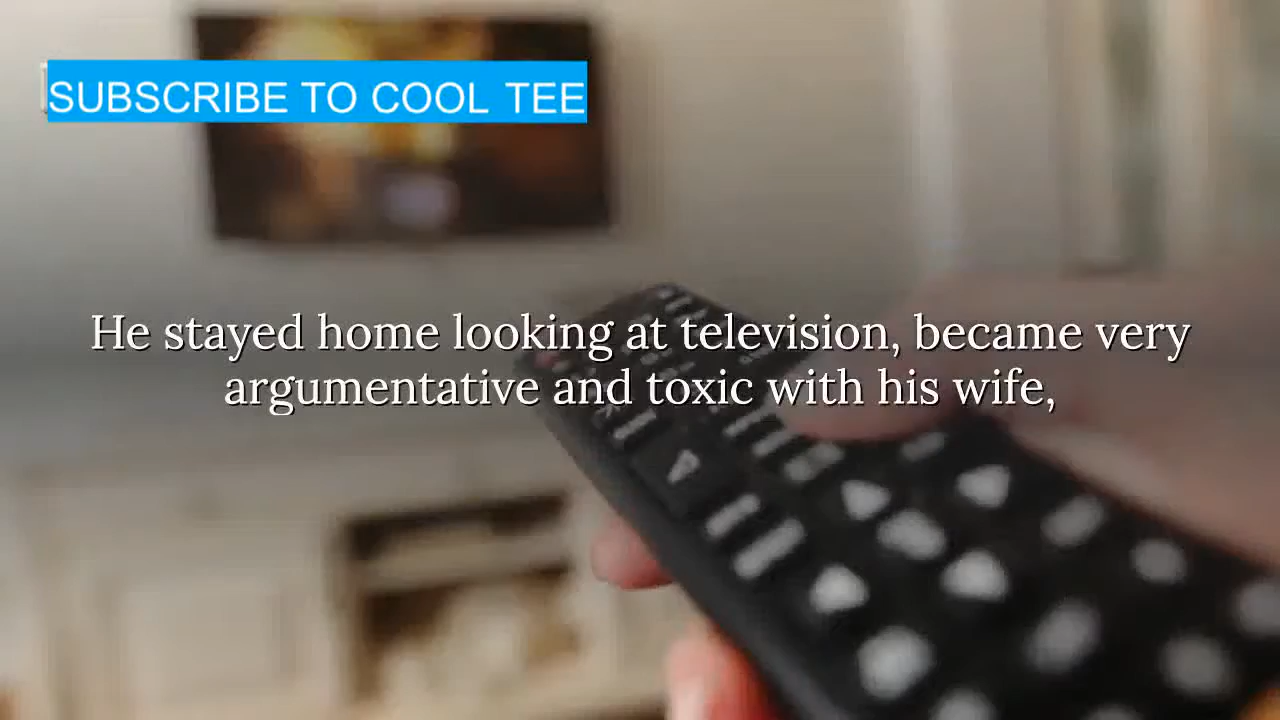 SUBSCRIBE TO COOL TEE
He stayed home looking at television, became very
argumentative and toxic with his wife,